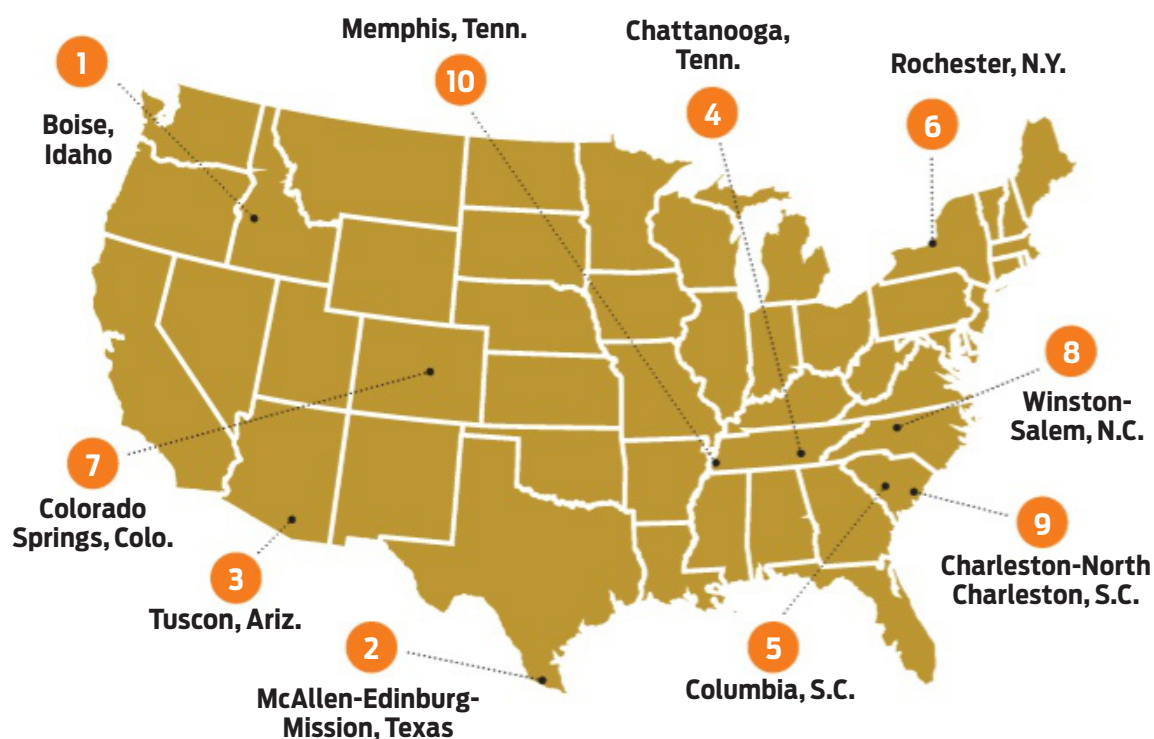 1
Boise,
Idaho
Memphis, Tenn.
10
Chattanooga,
Tenn.
4
Rochester, N.Y.
6
8
Winston-
Salem, N.C.
7
Colorado
Springs, Colo.
9
Charleston-North
Charleston, S.C.
3
Tuscon, Ariz.
2
McAllen-Edinburg-
Mission, Texas
5
Columbia, S.C.